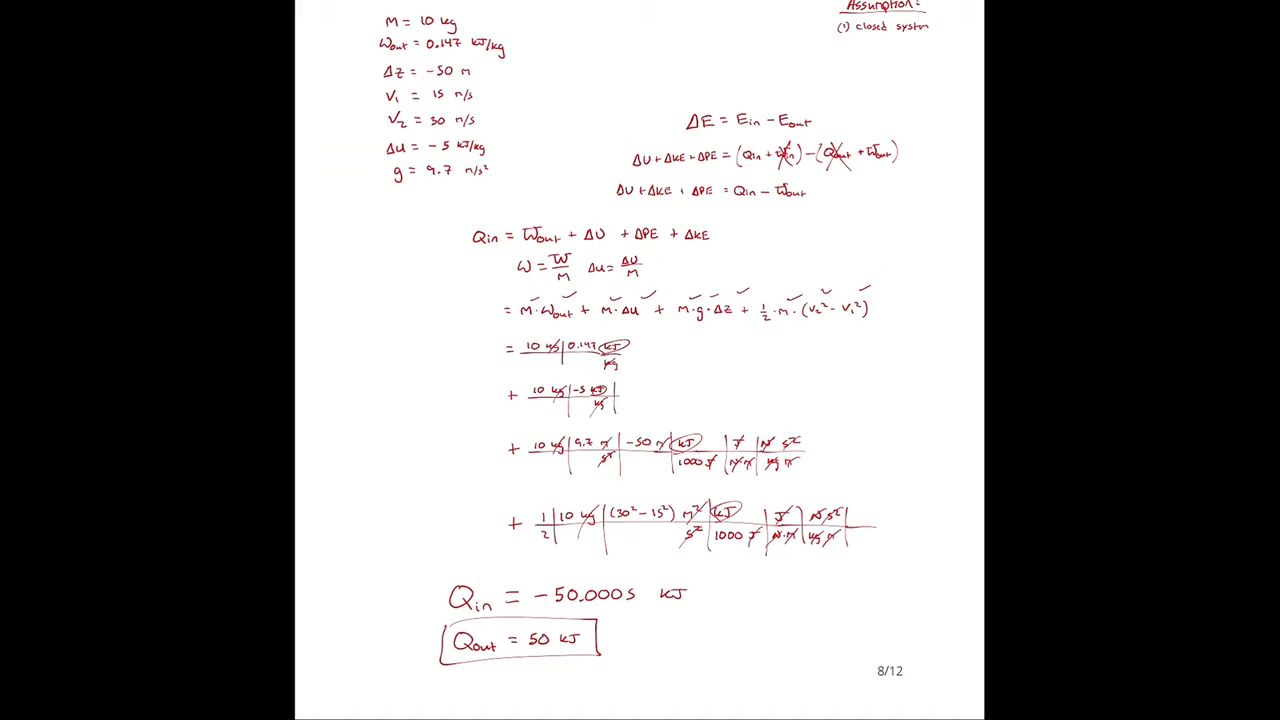 Assumption:
(1) closed system
m = 10 kg
Wout = 0.147 kJ/kg
Δz = -50 m
V1 = 15 m/s
V2 = 30 m/s
Δu = -5 kJ/kg
g = 9.7 m/s²
ΔE = Ein - Eout
ΔU + ΔKE + ΔPE = (Qin + Win) - (Qout + Wout)
ΔU + ΔKE + ΔPE = Qin - Wout
Qin = Wout + ΔU + ΔPE + ΔKE
w = W/m Δu = ΔU/m
= m·wout + m·Δu + m·g·Δz + 1/2·m·(V2² - V1²)
= 10 kg | 0.147 kJ / kg
+ 10 kg | -5 kJ / kg
+ 10 kg | 9.7 m / s² | -50 m | kJ / 1000 J | J / N·m | N s² / kg m
+ 1/2 | 10 kg | (30² - 15²) m² / s² | kJ / 1000 J | J / N·m | N s² / kg m
Qin = -50.0005 kJ
Qout = 50 kJ
8/12